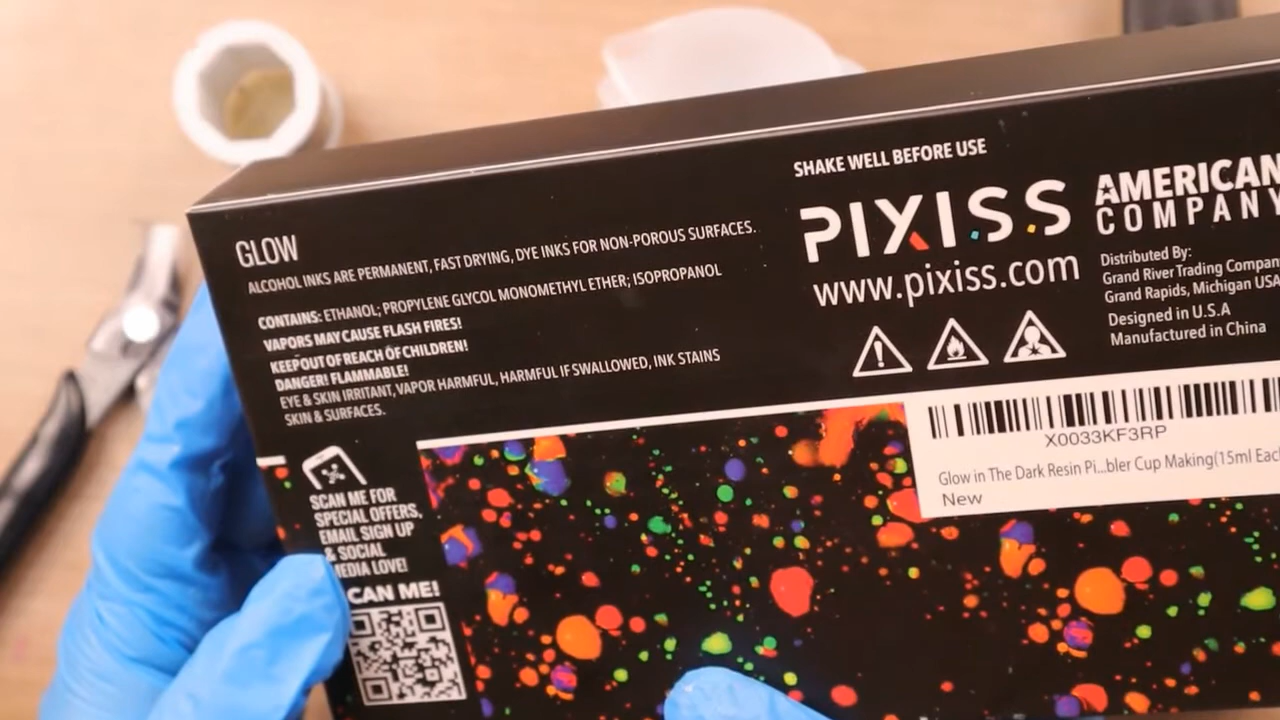 GLOW
ALCOHOL INKS ARE PERMANENT, FAST DRYING, DYE INKS FOR NON-POROUS SURFACES.
CONTAINS: ETHANOL; PROPYLENE GLYCOL MONOMETHYL ETHER; ISOPROPANOL
VAPORS MAY CAUSE FLASH FIRES!
KEEP OUT OF REACH OF CHILDREN!
DANGER! FLAMMABLE!
EYE & SKIN IRRITANT, VAPOR HARMFUL, HARMFUL IF SWALLOWED, INK STAINS
SKIN & SURFACES.
SCAN ME FOR
SPECIAL OFFERS,
EMAIL SIGN UP
& SOCIAL
MEDIA LOVE!
CAN ME!
SHAKE WELL BEFORE USE
PIXISS
www.pixiss.com
AMERICAN
COMPANY
Distributed By:
Grand River Trading Company
Grand Rapids, Michigan USA
Designed in U.S.A
Manufactured in China
X0033KF3RP
Glow in The Dark Resin Pi...bler Cup Making(15ml Each
New